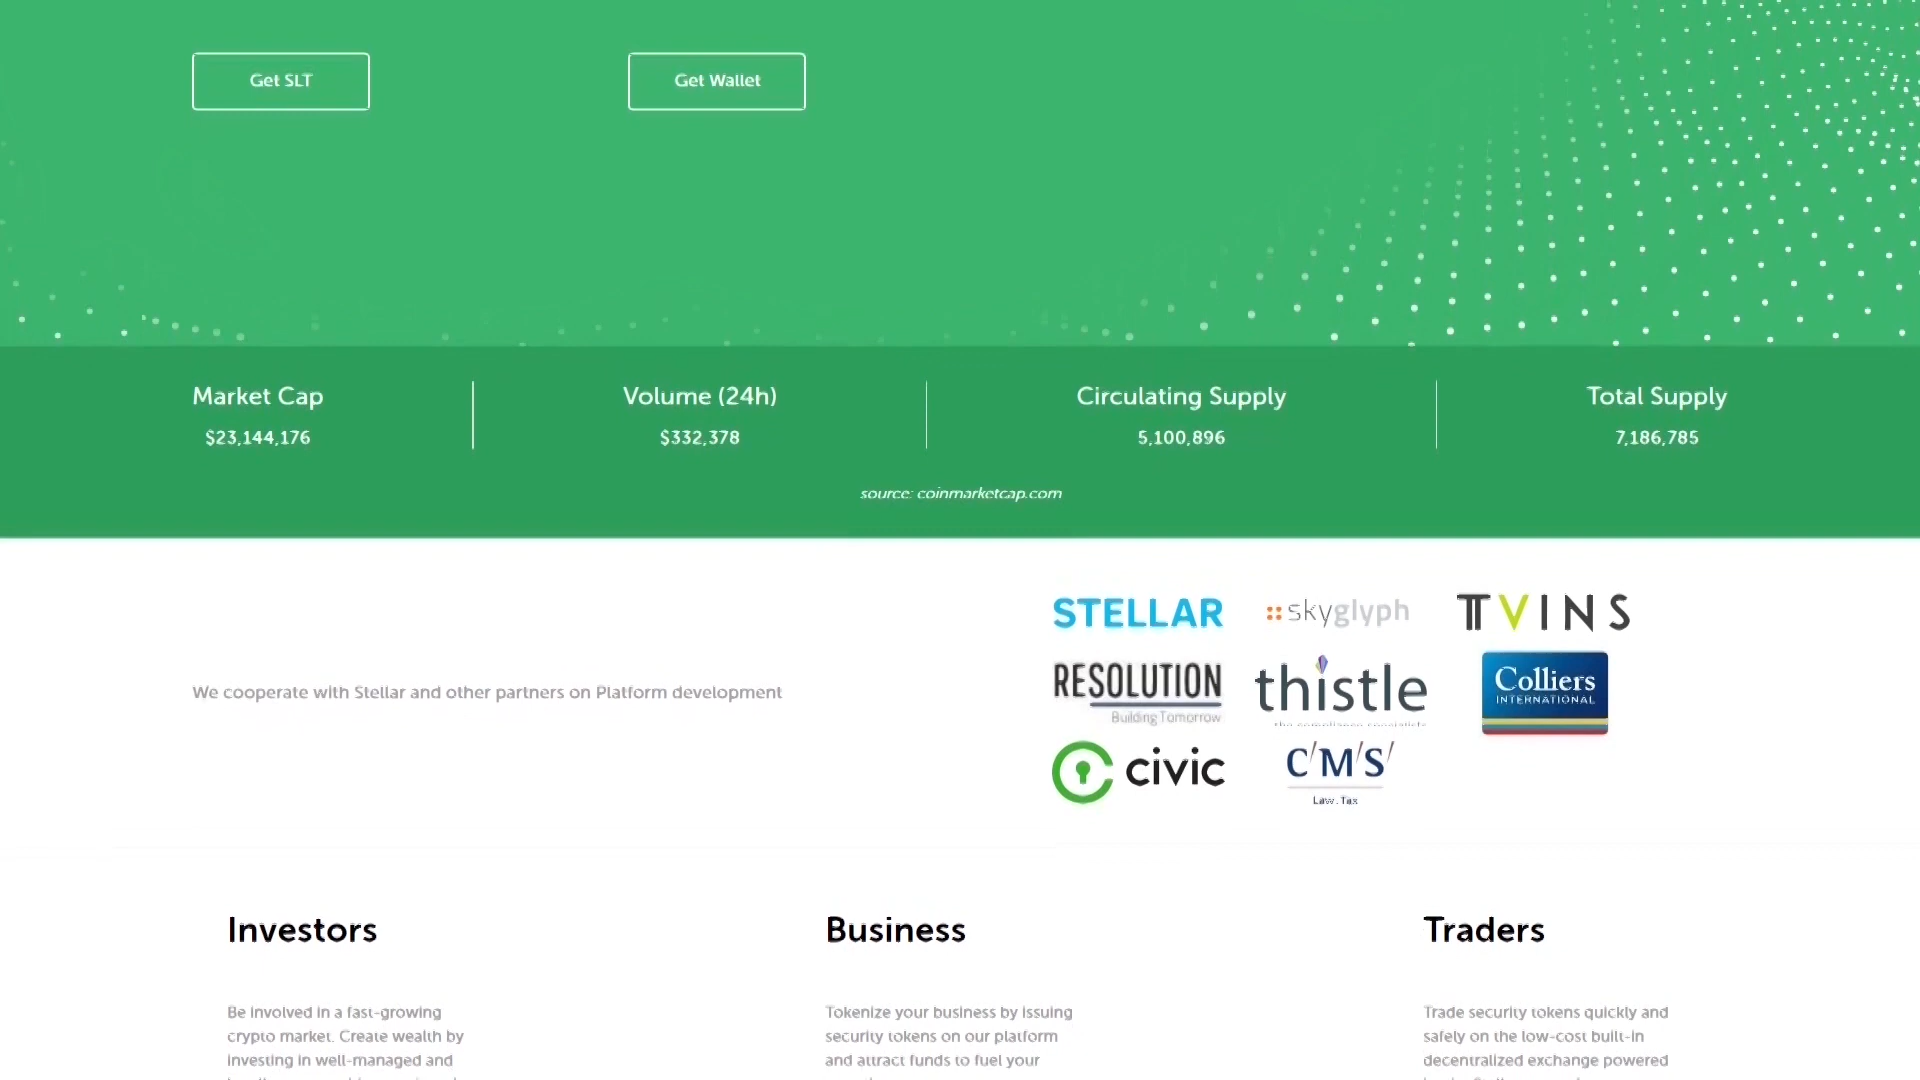 Get SLT
Get Wallet
Market Cap
$23,144,176
Volume (24h)
$332,378
Circulating Supply
5,100,896
Total Supply
7,186,785
source: coinmarketcap.com
We cooperate with Stellar and other partners on Platform development
STELLAR
skyglyph
TVINS
RESOLUTION
Building Tomorrow
thistle
the compliance specialists
Colliers
INTERNATIONAL
civic
C/M/S/
Law.Tax
Investors
Be involved in a fast-growing
crypto market. Create wealth by
investing in well-managed and
Business
Tokenize your business by issuing
security tokens on our platform
and attract funds to fuel your
Traders
Trade security tokens quickly and
safely on the low-cost built-in
decentralized exchange powered